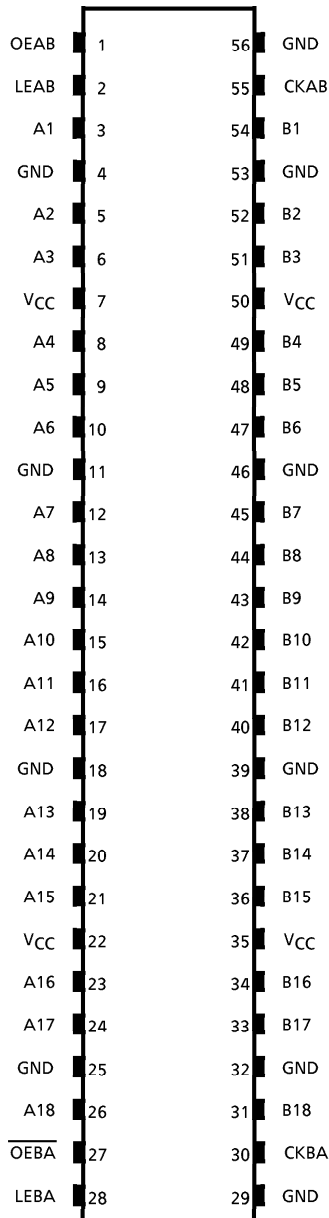 OEAB 1 56 GND
LEAB 2 55 CKAB
A1 3 54 B1
GND 4 53 GND
A2 5 52 B2
A3 6 51 B3
VCC 7 50 VCC
A4 8 49 B4
A5 9 48 B5
A6 10 47 B6
GND 11 46 GND
A7 12 45 B7
A8 13 44 B8
A9 14 43 B9
A10 15 42 B10
A11 16 41 B11
A12 17 40 B12
GND 18 39 GND
A13 19 38 B13
A14 20 37 B14
A15 21 36 B15
VCC 22 35 VCC
A16 23 34 B16
A17 24 33 B17
GND 25 32 GND
A18 26 31 B18
O̅E̅B̅A̅ 27 30 CKBA
LEBA 28 29 GND